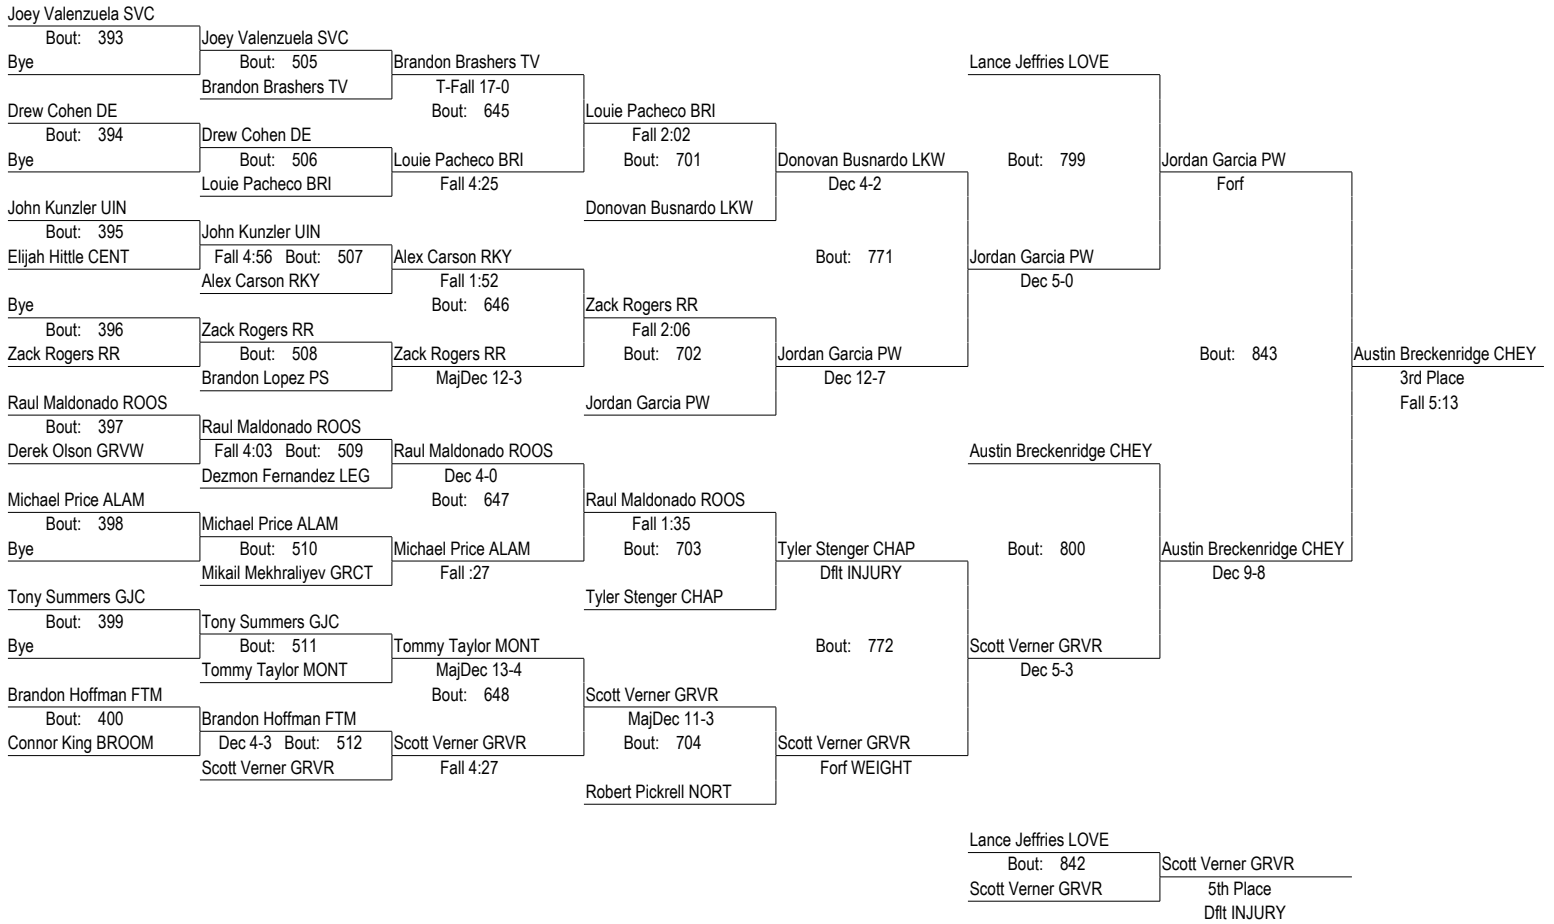 Joey Valenzuela SVC
Bout: 393
Bye
Joey Valenzuela SVC
Bout: 505
Brandon Brashers TV
Brandon Brashers TV
T-Fall 17-0
Bout: 645
Drew Cohen DE
Bout: 394
Bye
Drew Cohen DE
Bout: 506
Louie Pacheco BRI
Louie Pacheco BRI
Fall 4:25
Louie Pacheco BRI
Fall 2:02
Bout: 701
Donovan Busnardo LKW
Donovan Busnardo LKW
Dec 4-2
Bout: 771
John Kunzler UIN
Bout: 395
Elijah Hittle CENT
John Kunzler UIN
Fall 4:56 Bout: 507
Alex Carson RKY
Alex Carson RKY
Fall 1:52
Bout: 646
Bye
Bout: 396
Zack Rogers RR
Zack Rogers RR
Bout: 508
Brandon Lopez PS
Zack Rogers RR
MajDec 12-3
Zack Rogers RR
Fall 2:06
Bout: 702
Jordan Garcia PW
Jordan Garcia PW
Dec 12-7
Lance Jeffries LOVE
Bout: 799
Jordan Garcia PW
Dec 5-0
Jordan Garcia PW
Forf
Bout: 843
Raul Maldonado ROOS
Bout: 397
Derek Olson GRVW
Raul Maldonado ROOS
Fall 4:03 Bout: 509
Dezmon Fernandez LEG
Raul Maldonado ROOS
Dec 4-0
Bout: 647
Michael Price ALAM
Bout: 398
Bye
Michael Price ALAM
Bout: 510
Mikail Mekhraliyev GRCT
Michael Price ALAM
Fall :27
Raul Maldonado ROOS
Fall 1:35
Bout: 703
Tyler Stenger CHAP
Tyler Stenger CHAP
Dflt INJURY
Bout: 772
Tony Summers GJC
Bout: 399
Bye
Tony Summers GJC
Bout: 511
Tommy Taylor MONT
Tommy Taylor MONT
MajDec 13-4
Bout: 648
Brandon Hoffman FTM
Bout: 400
Connor King BROOM
Brandon Hoffman FTM
Dec 4-3 Bout: 512
Scott Verner GRVR
Scott Verner GRVR
Fall 4:27
Scott Verner GRVR
MajDec 11-3
Bout: 704
Robert Pickrell NORT
Scott Verner GRVR
Forf WEIGHT
Austin Breckenridge CHEY
Bout: 800
Scott Verner GRVR
Dec 5-3
Austin Breckenridge CHEY
Dec 9-8
Austin Breckenridge CHEY
3rd Place
Fall 5:13
Lance Jeffries LOVE
Bout: 842
Scott Verner GRVR
Scott Verner GRVR
5th Place
Dflt INJURY